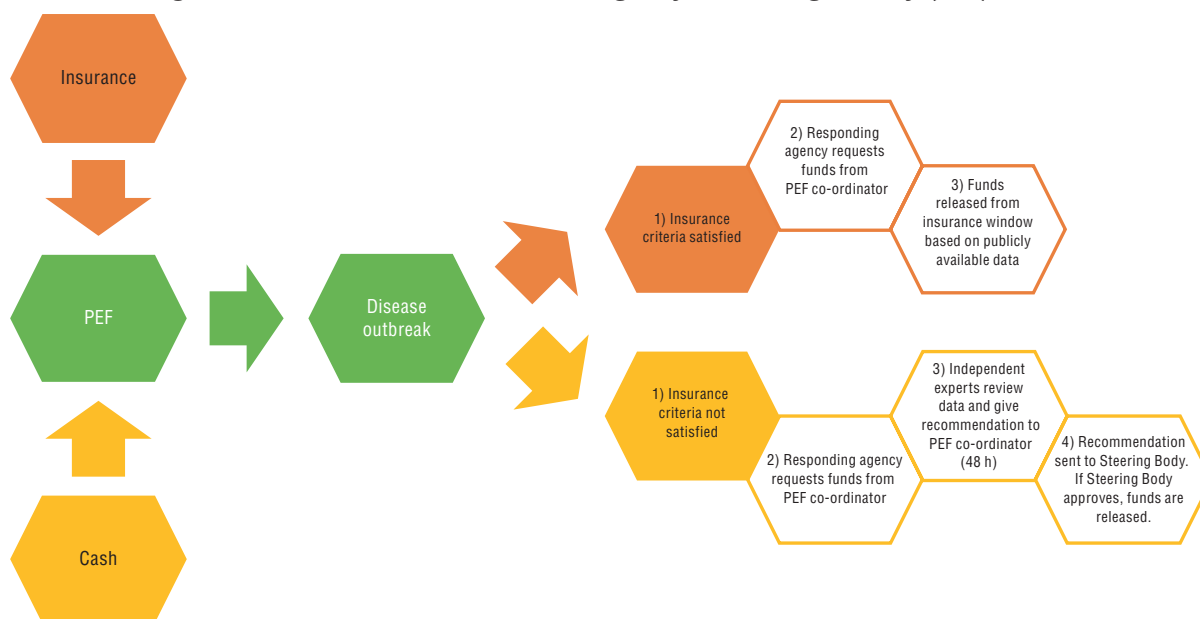 Insurance
PEF
Cash
Disease
outbreak
1) Insurance
criteria satisfied
2) Responding
agency requests
funds from
PEF co-ordinator
3) Funds
released from
insurance window
based on publicly
available data
1) Insurance
criteria not
satisfied
2) Responding agency
requests funds from
PEF co-ordinator
3) Independent
experts review
data and give
recommendation to
PEF co-ordinator
(48 h)
4) Recommendation
sent to Steering Body.
If Steering Body
approves, funds are
released.